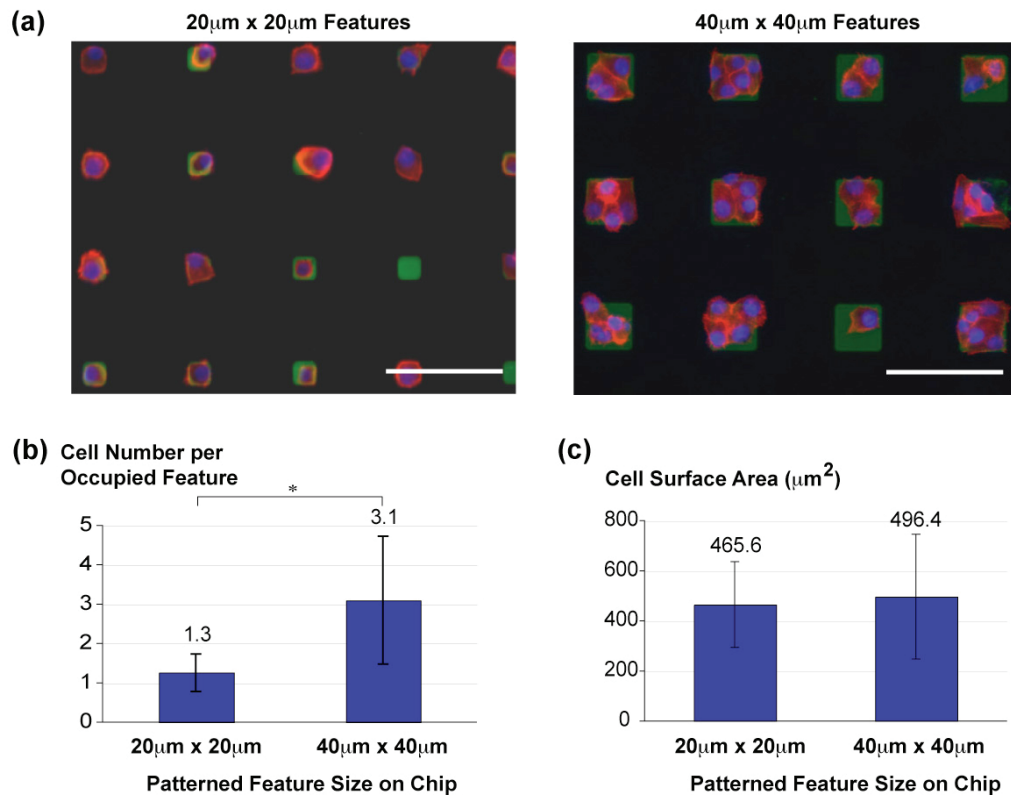 (a)
20μm x 20μm Features
40μm x 40μm Features
(b)
Cell Number per
Occupied Feature
*
5
4
3
2
1
0
1.3
3.1
20μm x 20μm
40μm x 40μm
Patterned Feature Size on Chip
(c)
Cell Surface Area (μm²)
800
600
400
200
0
465.6
496.4
20μm x 20μm
40μm x 40μm
Patterned Feature Size on Chip